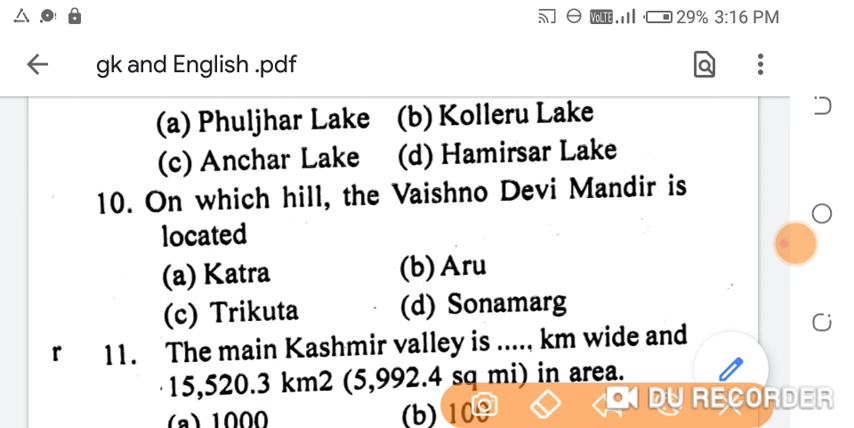 29% 3:16 PM
gk and English .pdf
(a) Phuljhar Lake (b) Kolleru Lake
(c) Anchar Lake (d) Hamirsar Lake
10. On which hill, the Vaishno Devi Mandir is
located
(a) Katra (b) Aru
(c) Trikuta (d) Sonamarg
r 11. The main Kashmir valley is ..... km wide and
15,520.3 km2 (5,992.4 sq mi) in area.
(a) 1000 (b) 100
DU RECORDER